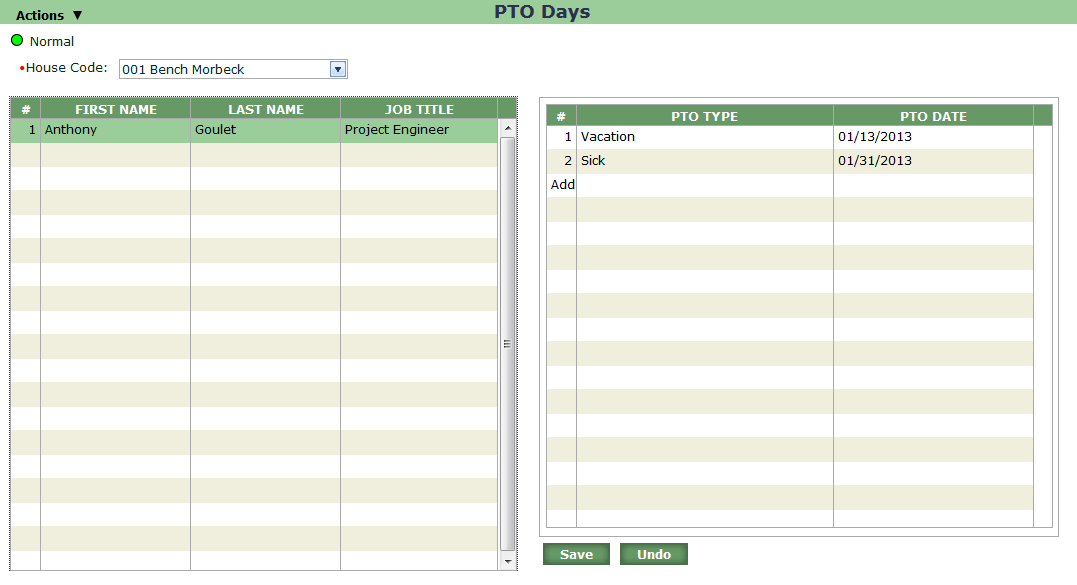 Actions ▼
PTO Days
Normal
•House Code: 001 Bench Morbeck
# FIRST NAME LAST NAME JOB TITLE
1 Anthony Goulet Project Engineer
# PTO TYPE PTO DATE
1 Vacation 01/13/2013
2 Sick 01/31/2013
Add
Save Undo